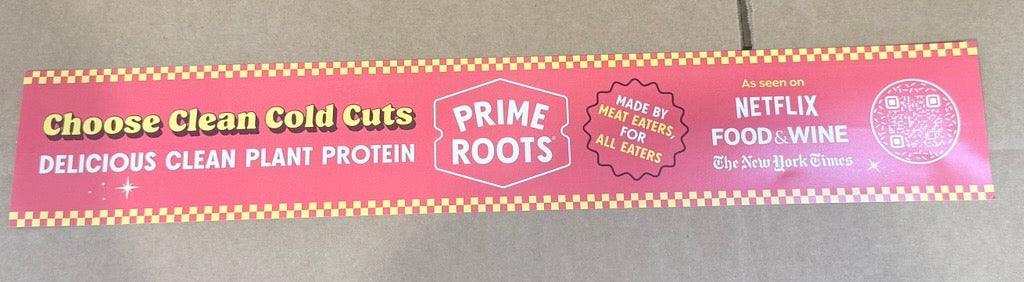 Choose Clean Cold Cuts
DELICIOUS CLEAN PLANT PROTEIN
PRIME
ROOTS®
MADE BY
MEAT EATERS,
FOR
ALL EATERS
As seen on
NETFLIX
FOOD&WINE
The New York Times